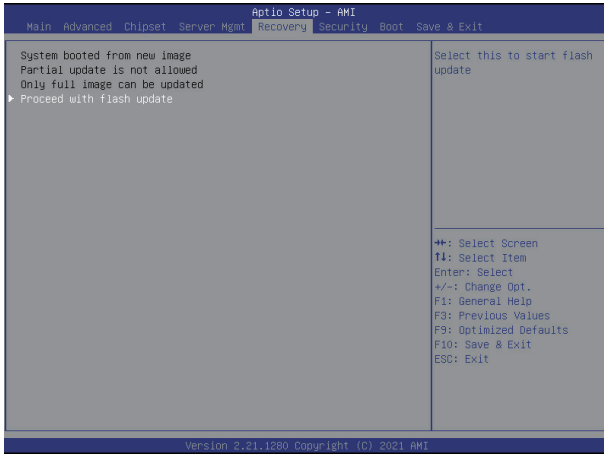 Aptio Setup - AMI
Main Advanced Chipset Server Mgmt Recovery Security Boot Save & Exit
System booted from new image
Partial update is not allowed
Only full image can be updated
Proceed with flash update
Select this to start flash
update
→←: Select Screen
↑↓: Select Item
Enter: Select
+/-: Change Opt.
F1: General Help
F3: Previous Values
F9: Optimized Defaults
F10: Save & Exit
ESC: Exit
Version 2.21.1280 Copyright (C) 2021 AMI